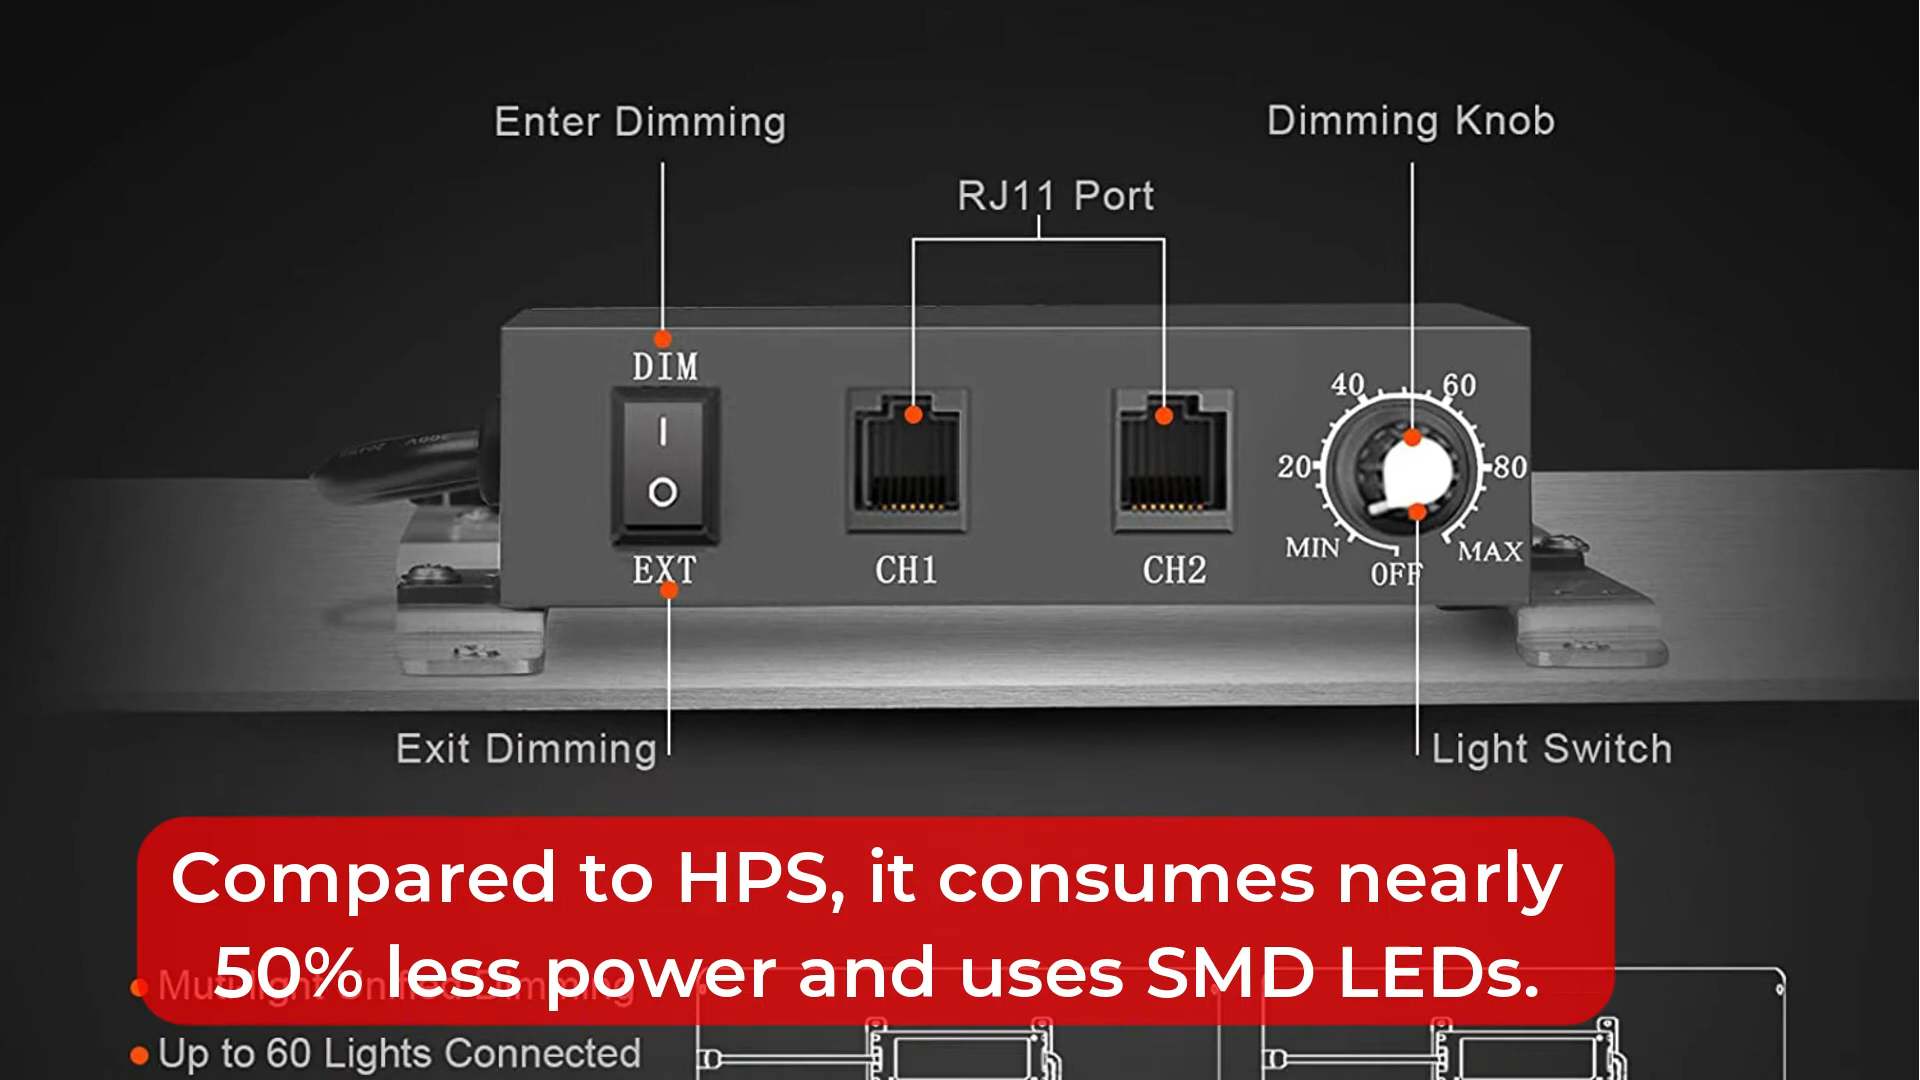 Enter Dimming
Dimming Knob
RJ11 Port
DIM
40 60
20 80
MIN MAX
OFF
EXT
CH1
CH2
Exit Dimming
Light Switch
Compared to HPS, it consumes nearly
50% less power and uses SMD LEDs.
Dimming
Up to 60 Lights Connected